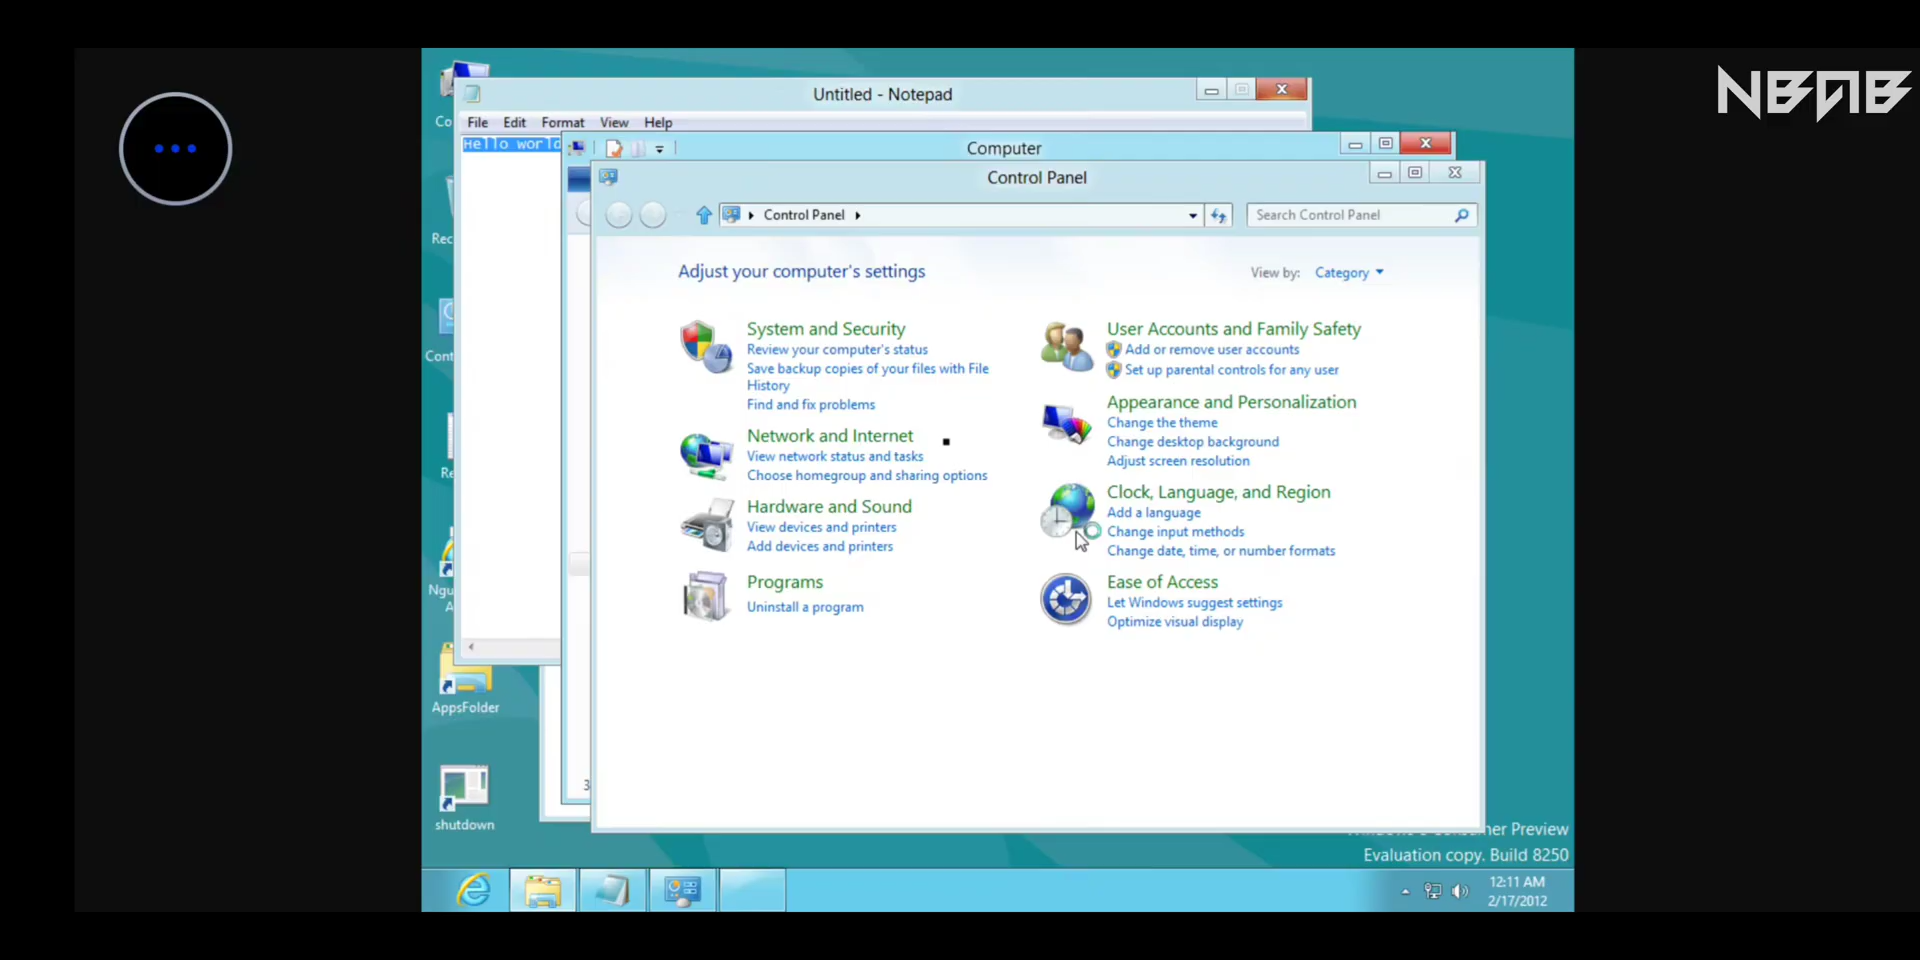 NBAB
Untitled - Notepad
File Edit Format View Help
Hello world
Computer
Control Panel
Control Panel
Search Control Panel
Adjust your computer's settings
View by: Category
System and Security
Review your computer's status
Save backup copies of your files with File
History
Find and fix problems
Network and Internet
View network status and tasks
Choose homegroup and sharing options
Hardware and Sound
View devices and printers
Add devices and printers
Programs
Uninstall a program
User Accounts and Family Safety
Add or remove user accounts
Set up parental controls for any user
Appearance and Personalization
Change the theme
Change desktop background
Adjust screen resolution
Clock, Language, and Region
Add a language
Change input methods
Change date, time, or number formats
Ease of Access
Let Windows suggest settings
Optimize visual display
Co
Rec
Cont
Re
Ngu
A
AppsFolder
shutdown
3
er Preview
Evaluation copy. Build 8250
12:11 AM
2/17/2012